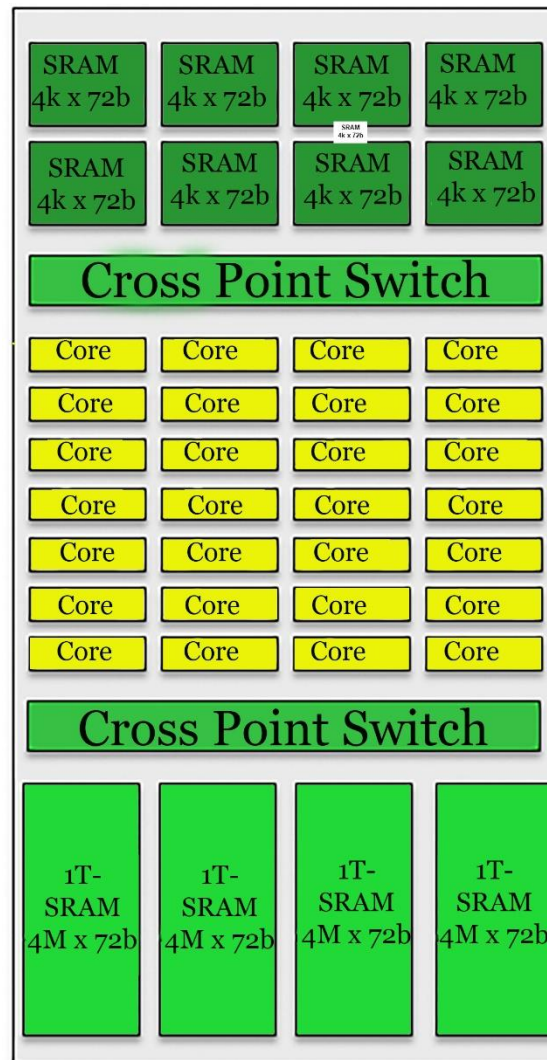 SRAM SRAM SRAM SRAM
4k x 72b 4k x 72b 4k x 72b 4k x 72b
SRAM
4k x 72b
SRAM SRAM SRAM SRAM
4k x 72b 4k x 72b 4k x 72b 4k x 72b
Cross Point Switch
Core Core Core Core
Core Core Core Core
Core Core Core Core
Core Core Core Core
Core Core Core Core
Core Core Core Core
Core Core Core Core
Cross Point Switch
1T- 1T- 1T- 1T-
SRAM SRAM SRAM SRAM
4M x 72b 4M x 72b 4M x 72b 4M x 72b